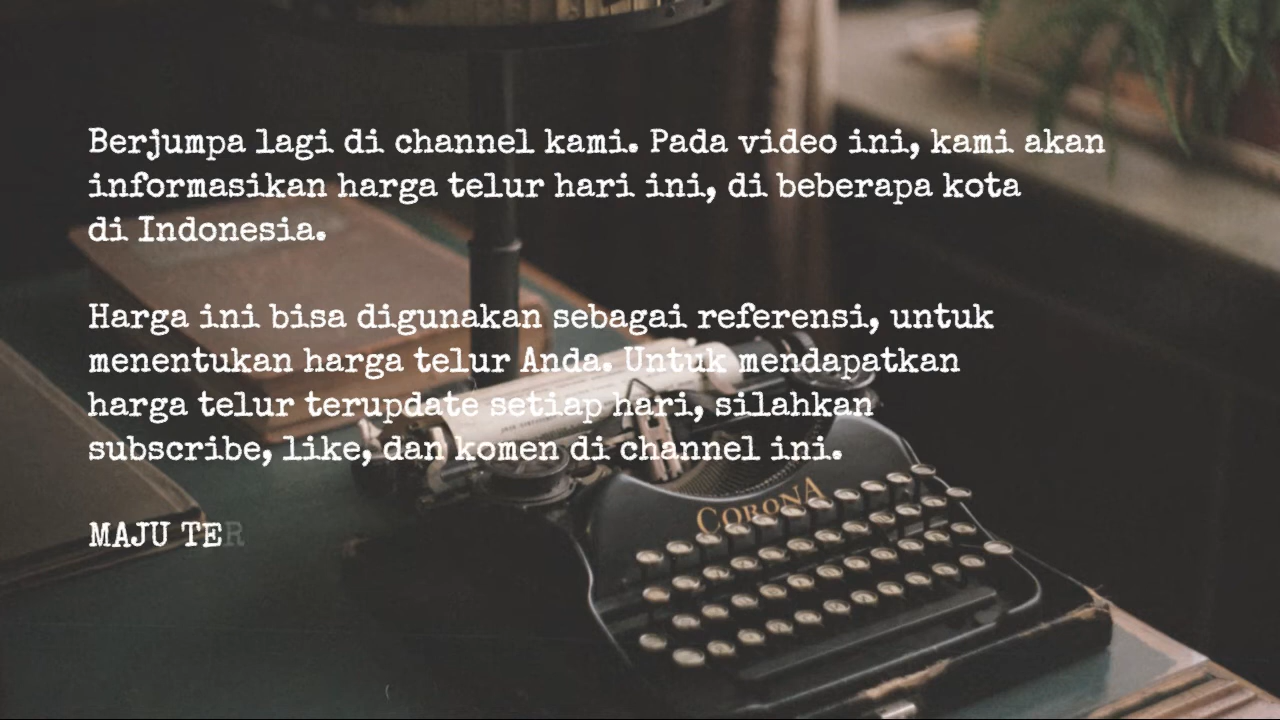 Berjumpa lagi di channel kami. Pada video ini, kami akan
informasikan harga telur hari ini, di beberapa kota
di Indonesia.
Harga ini bisa digunakan sebagai referensi, untuk
menentukan harga telur Anda. Untuk mendapatkan
harga telur terupdate setiap hari, silahkan
subscribe, like, dan komen di channel ini.
MAJU TER
CORONA